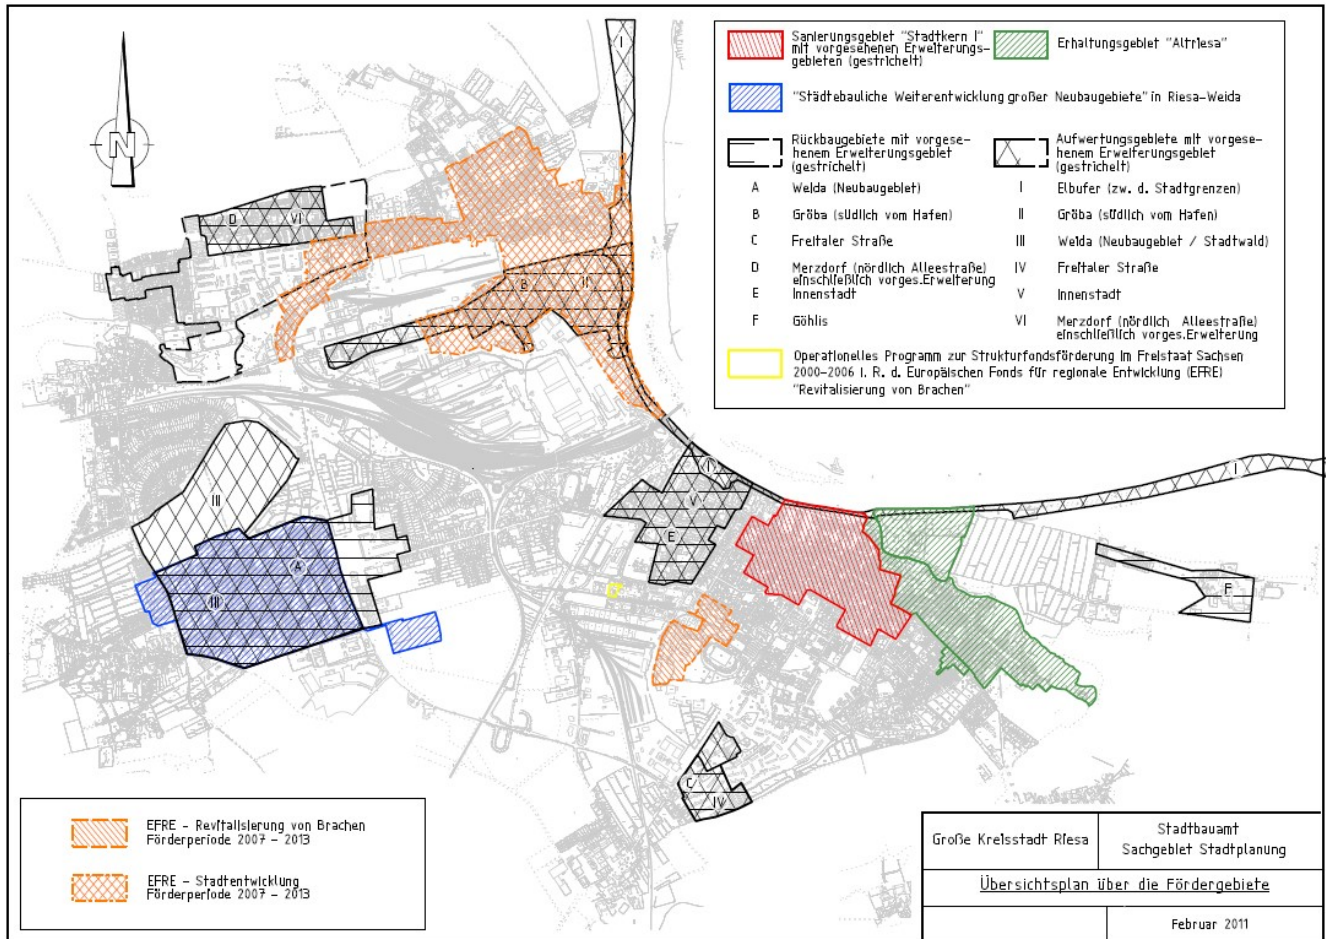 N
Sanierungsgebiet "Stadtkern I"
mit vorgesehenen Erweiterungs-
gebieten (gestrichelt)
Erhaltungsgebiet "Altriesa"
"Städtebauliche Weiterentwicklung großer Neubaugebiete" in Riesa-Weida
Rückbaugebiete mit vorgese-
henem Erweiterungsgebiet
(gestrichelt)
Aufwertungsgebiete mit vorgese-
henem Erweiterungsgebiet
(gestrichelt)
A Weida (Neubaugebiet)
I Elbufer (zw. d. Stadtgrenzen)
B Gröba (südlich vom Hafen)
II Gröba (südlich vom Hafen)
C Freitaler Straße
III Weida (Neubaugebiet / Stadtwald)
D Merzdorf (nördlich Alleestraße)
einschließlich vorges.Erweiterung
IV Freitaler Straße
E Innenstadt
V Innenstadt
F Göhlis
VI Merzdorf (nördlich Alleestraße)
einschließlich vorges.Erweiterung
Operationelles Programm zur Strukturfondsförderung im Freistaat Sachsen
2000-2006 i. R. d. Europäischen Fonds für regionale Entwicklung (EFRE)
"Revitalisierung von Brachen"
I
D VI
B II
I
V
E
I
III
A
III
F
C
IV
EFRE - Revitalisierung von Brachen
Förderperiode 2007 - 2013
EFRE - Stadtentwicklung
Förderperiode 2007 - 2013
Große Kreisstadt Riesa
Stadtbauamt
Sachgebiet Stadtplanung
Übersichtsplan über die Fördergebiete
Februar 2011